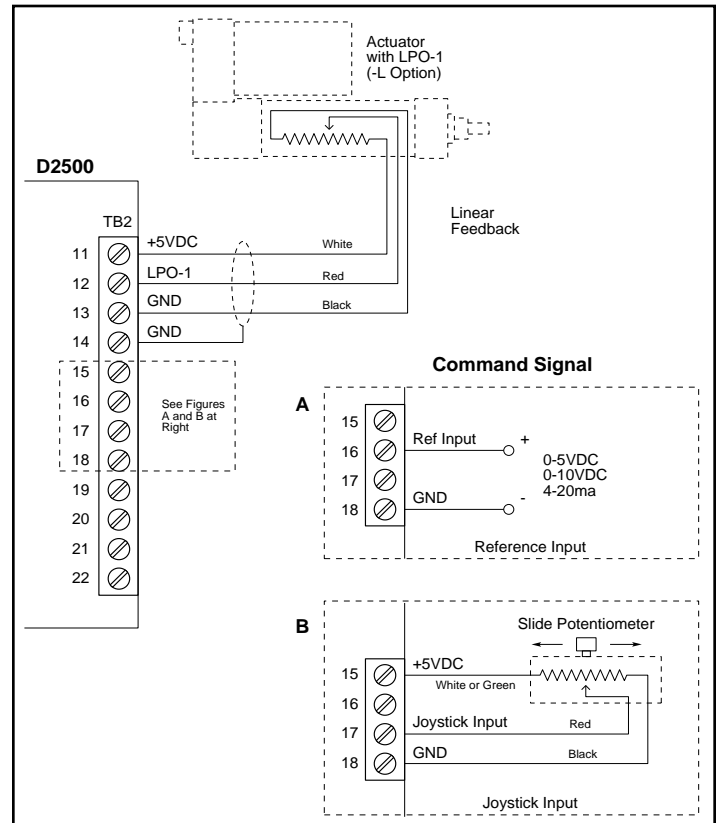 Actuator
with LPO-1
(-L Option)
D2500
Linear
Feedback
TB2
11 +5VDC White
12 LPO-1 Red
13 GND Black
14 GND
15
16
17
18
See Figures
A and B at
Right
19
20
21
22
Command Signal
A
15
16 Ref Input +
17
18 GND -
0-5VDC
0-10VDC
4-20ma
Reference Input
B
Slide Potentiometer
15 +5VDC
White or Green
16
17 Joystick Input Red
18 GND Black
Joystick Input